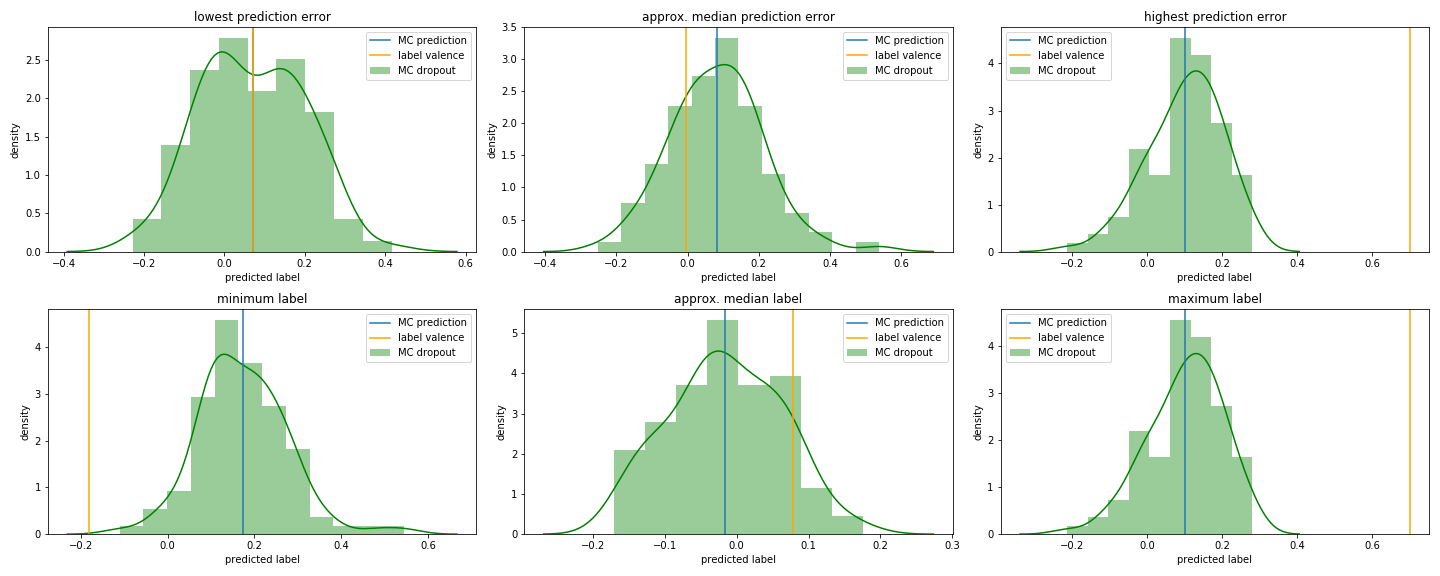 lowest prediction error
density
2.5
2.0
1.5
1.0
0.5
0.0
MC prediction
label valence
MC dropout
−0.4 −0.2 0.0 0.2 0.4 0.6
predicted label
approx. median prediction error
density
3.5
3.0
2.5
2.0
1.5
1.0
0.5
0.0
MC prediction
label valence
MC dropout
−0.4 −0.2 0.0 0.2 0.4 0.6
predicted label
highest prediction error
density
4
3
2
1
0
MC prediction
label valence
MC dropout
−0.2 0.0 0.2 0.4 0.6
predicted label
minimum label
density
4
3
2
1
0
MC prediction
label valence
MC dropout
−0.2 0.0 0.2 0.4 0.6
predicted label
approx. median label
density
5
4
3
2
1
0
MC prediction
label valence
MC dropout
−0.2 −0.1 0.0 0.1 0.2 0.3
predicted label
maximum label
density
4
3
2
1
0
MC prediction
label valence
MC dropout
−0.2 0.0 0.2 0.4 0.6
predicted label